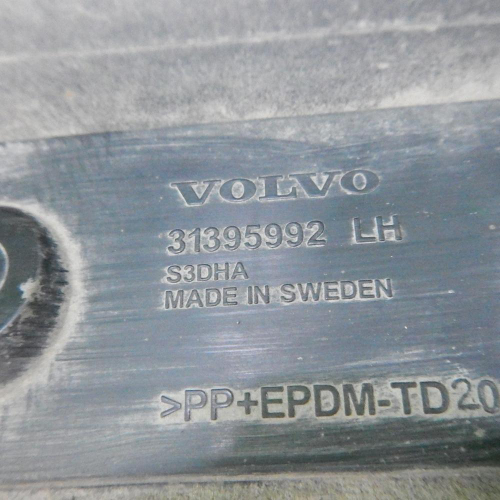 VOLVO
31395992 LH
S3DHA
MADE IN SWEDEN
>PP+EPDM-TD20